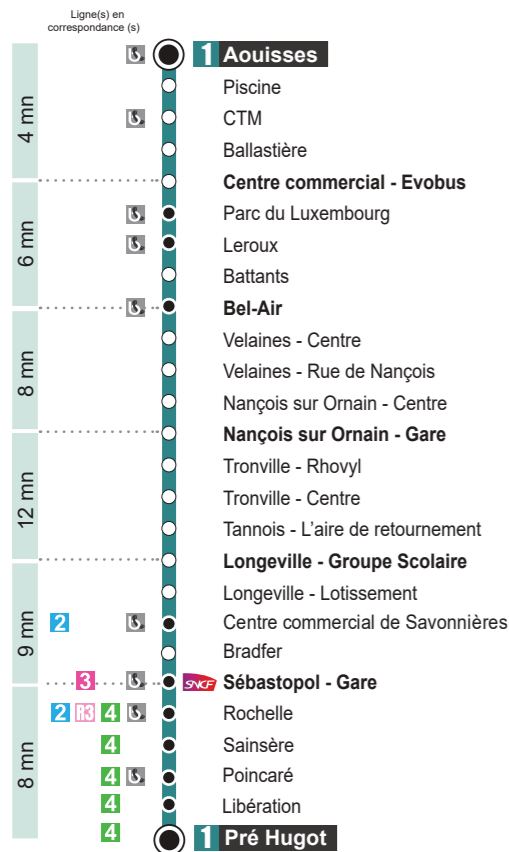 Ligne(s) en
correspondance (s)
1 Aouisses
Piscine
CTM
4 mn
Ballastière
Centre commercial - Evobus
Parc du Luxembourg
6 mn
Leroux
Battants
Bel-Air
Velaines - Centre
8 mn
Velaines - Rue de Nançois
Nançois sur Ornain - Centre
Nançois sur Ornain - Gare
Tronville - Rhovyl
12 mn
Tronville - Centre
Tannois - L'aire de retournement
Longeville - Groupe Scolaire
Longeville - Lotissement
9 mn
2 Centre commercial de Savonnières
Bradfer
3 SNCF Sébastopol - Gare
2 R3 4 Rochelle
4 Sainsère
8 mn
4 Poincaré
4 Libération
4 1 Pré Hugot